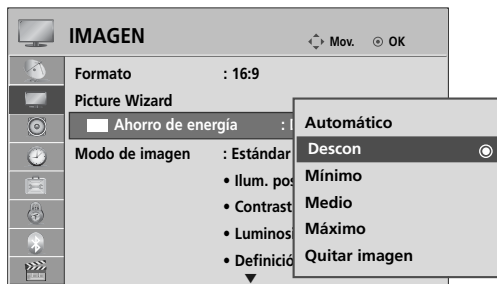 IMAGEN
Mov. OK
Formato : 16:9
Picture Wizard
Ahorro de energía :
Modo de imagen : Estándar
• Ilum.
•
•
•
Automático
Descon
Mínimo
Medio
Máximo
Quitar imagen